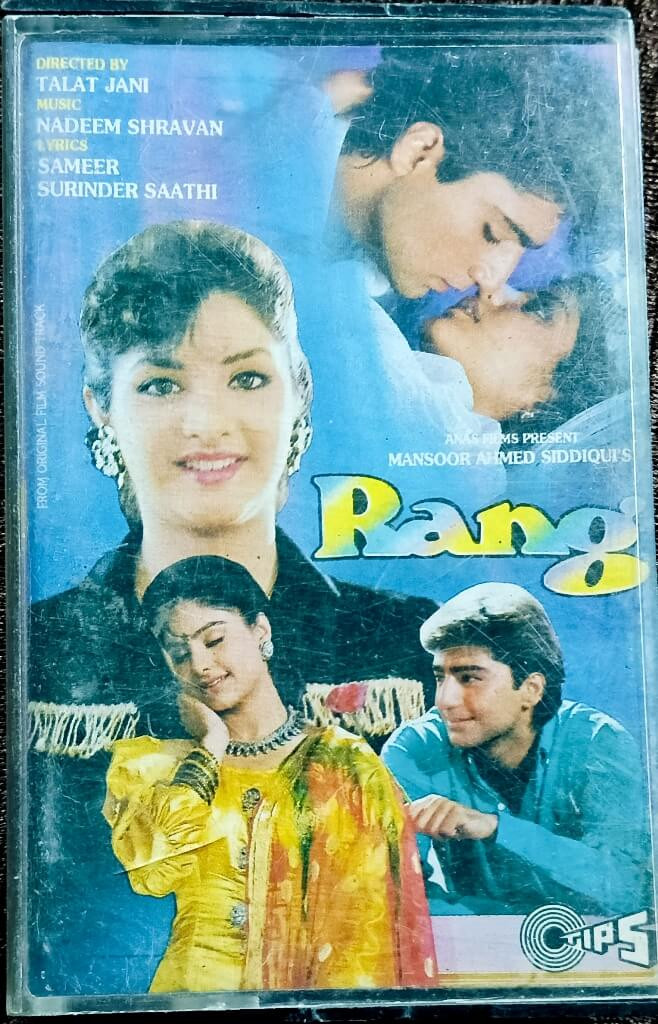 DIRECTED BY
TALAT JANI
MUSIC
NADEEM SHRAVAN
LYRICS
SAMEER
SURINDER SAATHI
FROM ORIGINAL FILM SOUND TRACK
ANAS FILMS PRESENT
MANSOOR AHMED SIDDIQUI'S
Rang
TIPS